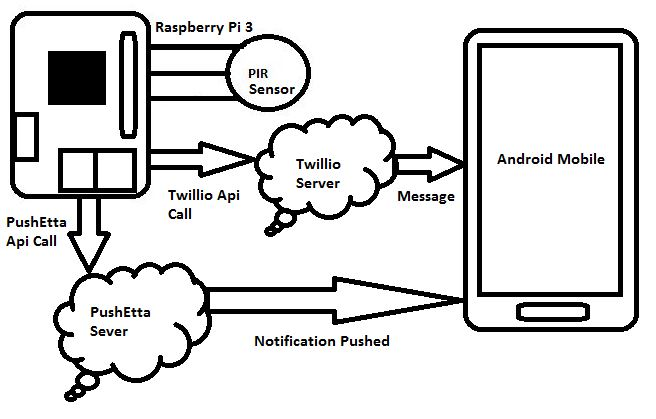 Raspberry Pi 3
PIR
Sensor
Twillio
Server
Android Mobile
Twillio Api
Call
Message
PushEtta
Api Call
PushEtta
Sever
Notification Pushed